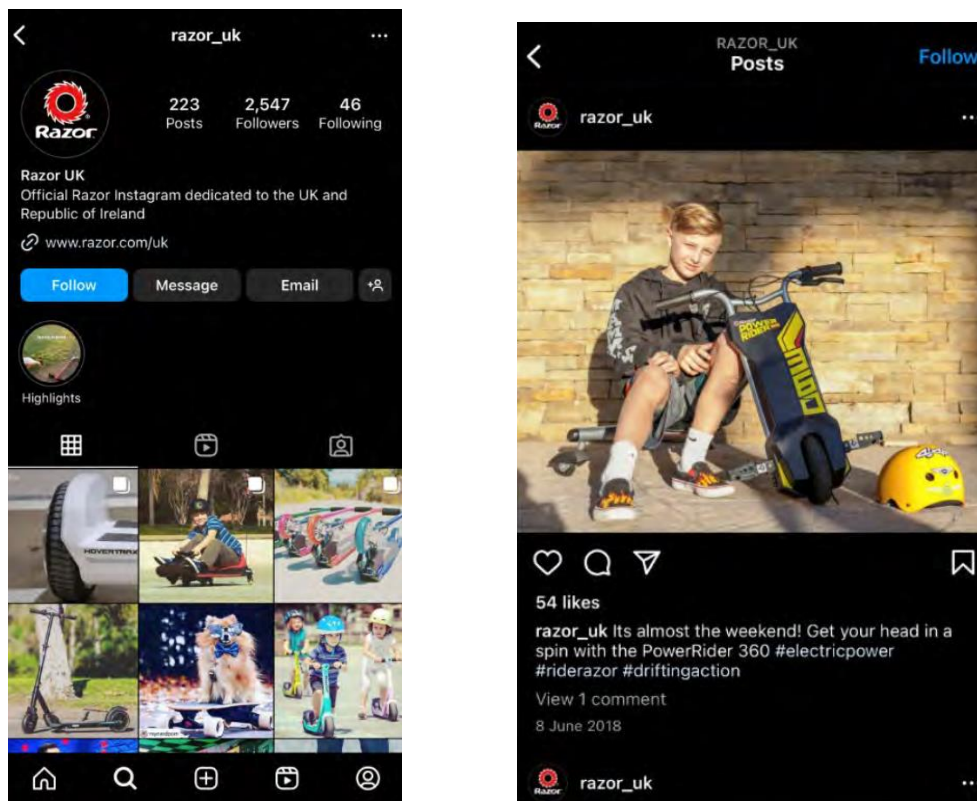 razor_uk
Razor
223
Posts
2,547
Followers
46
Following
Razor UK
Official Razor Instagram dedicated to the UK and
Republic of Ireland
www.razor.com/uk
Follow
Message
Email
Highlights
HOVERTRAX
RAZOR_UK
Posts
Follow
Razor
razor_uk
POWER
RIDER
54 likes
razor_uk Its almost the weekend! Get your head in a
spin with the PowerRider 360 #electricpower
#riderazor #driftingaction
View 1 comment
8 June 2018
Razor
razor_uk